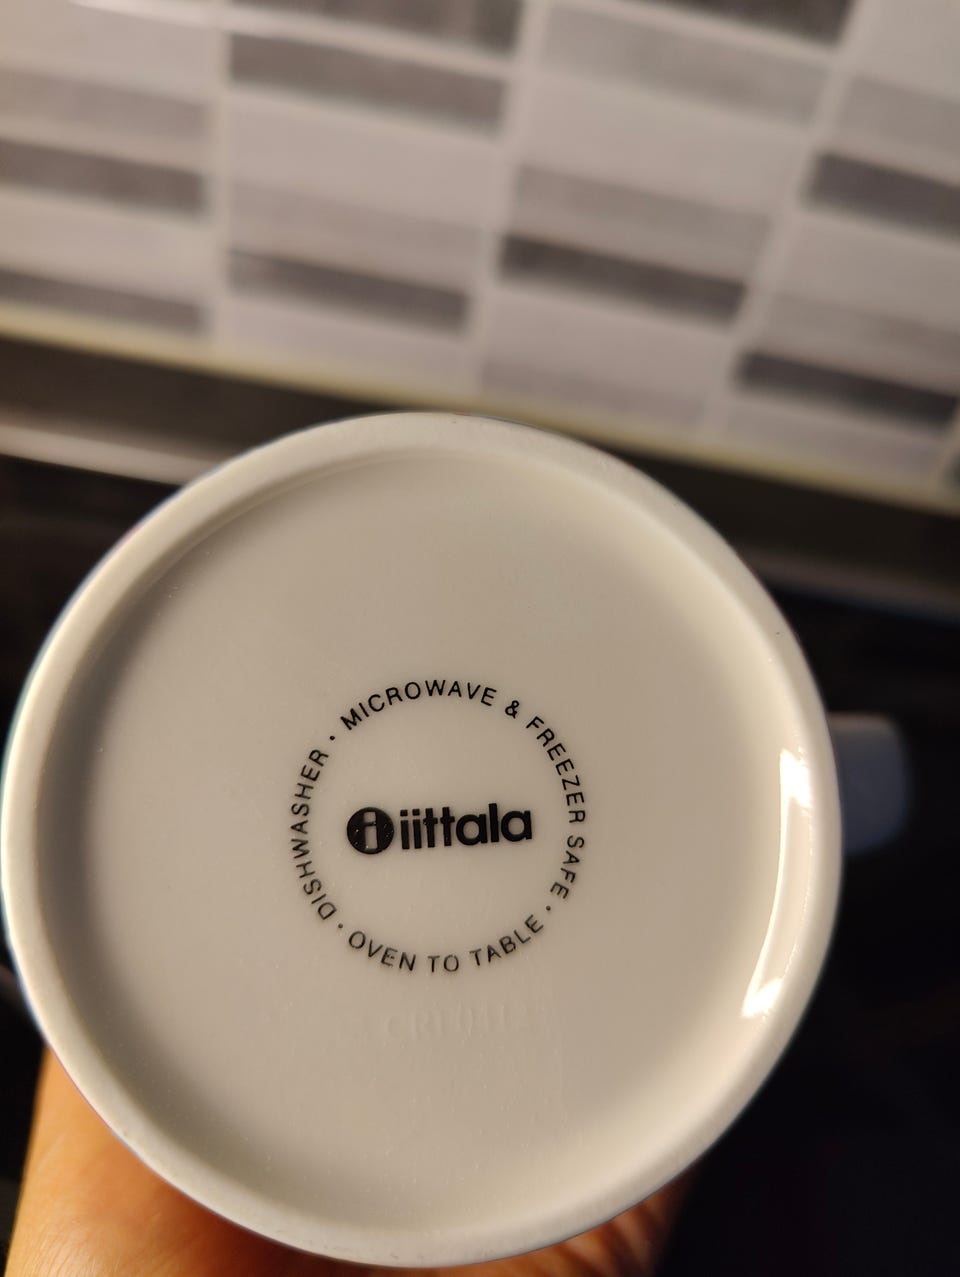 DISHWASHER · MICROWAVE & FREEZER SAFE · OVEN TO TABLE ·
iittala